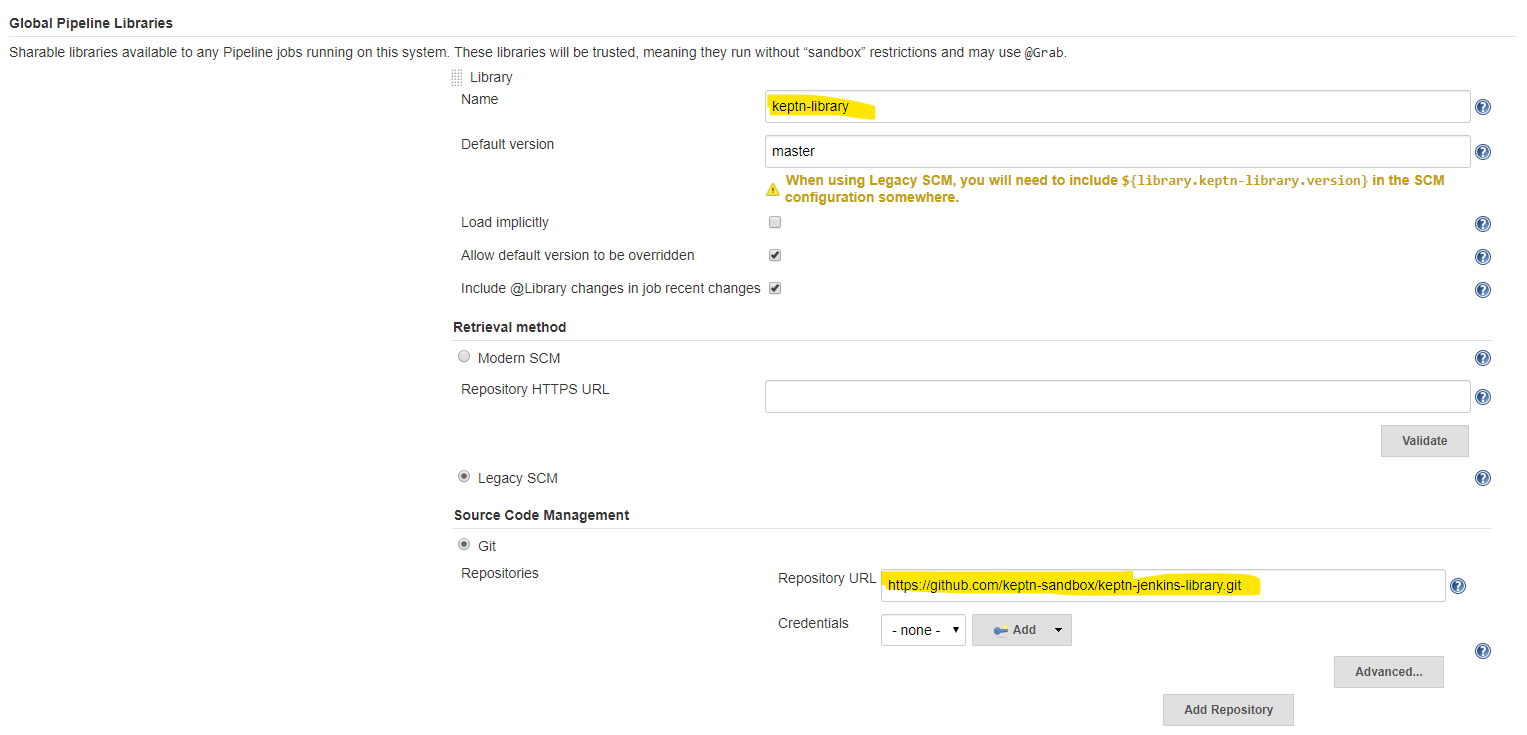 Global Pipeline Libraries
Sharable libraries available to any Pipeline jobs running on this system. These libraries will be trusted, meaning they run without “sandbox” restrictions and may use @Grab.
Library
Name
keptn-library
Default version
master
When using Legacy SCM, you will need to include ${library.keptn-library.version} in the SCM
configuration somewhere.
Load implicitly
Allow default version to be overridden
Include @Library changes in job recent changes
Retrieval method
Modern SCM
Repository HTTPS URL
Validate
Legacy SCM
Source Code Management
Git
Repositories
Repository URL
https://github.com/keptn-sandbox/keptn-jenkins-library.git
Credentials
- none -
Add
Advanced...
Add Repository